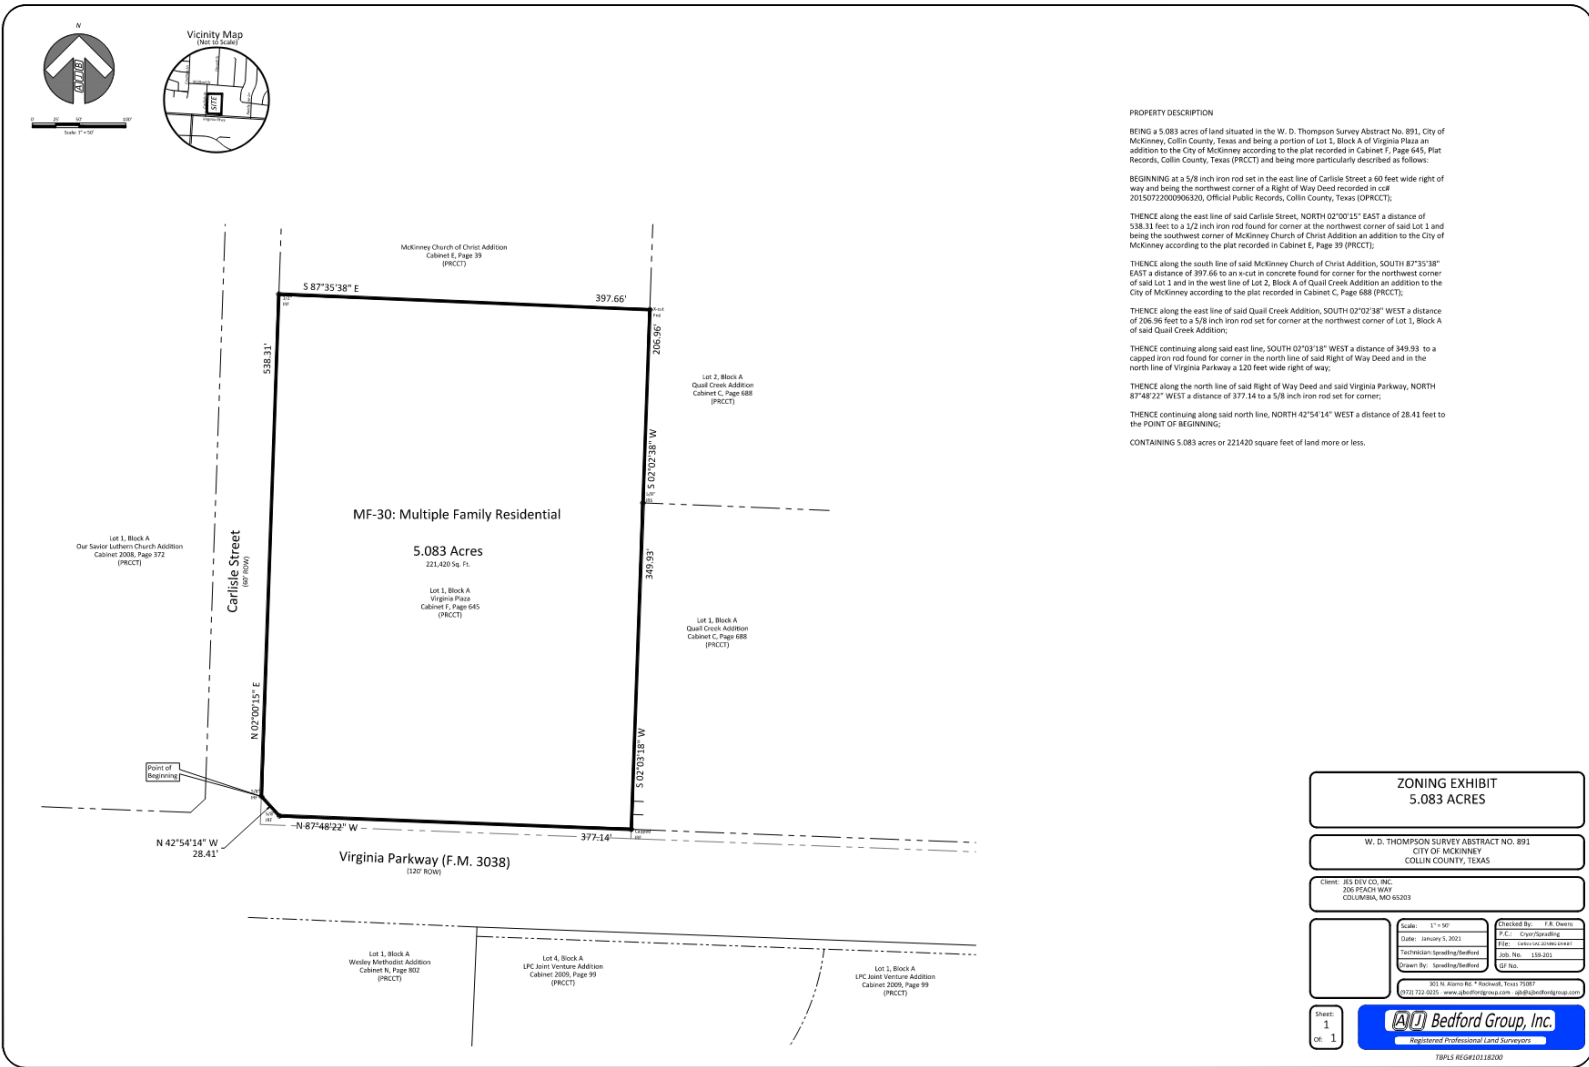 N
AJB
0 25' 50' 100'
Scale: 1" = 50'
Vicinity Map
(Not to Scale)
SITE
PROPERTY DESCRIPTION
BEING a 5.083 acres of land situated in the W. D. Thompson Survey Abstract No. 891, City of
McKinney, Collin County, Texas and being a portion of Lot 1, Block A of Virginia Plaza an
addition to the City of McKinney according to the plat recorded in Cabinet F, Page 645, Plat
Records, Collin County, Texas (PRCCT) and being more particularly described as follows:
BEGINNING at a 5/8 inch iron rod set in the east line of Carlisle Street a 60 feet wide right of
way and being the northwest corner of a Right of Way Deed recorded in cc#
20150722000906320, Official Public Records, Collin County, Texas (OPRCCT);
THENCE along the east line of said Carlisle Street, NORTH 02°00'15" EAST a distance of
538.31 feet to a 1/2 inch iron rod found for corner at the northwest corner of said Lot 1 and
being the southwest corner of McKinney Church of Christ Addition an addition to the City of
McKinney according to the plat recorded in Cabinet E, Page 39 (PRCCT);
THENCE along the south line of said McKinney Church of Christ Addition, SOUTH 87°35'38"
EAST a distance of 397.66 to an x-cut in concrete found for corner for the northwest corner
of said Lot 1 and in the west line of Lot 2, Block A of Quail Creek Addition an addition to the
City of McKinney according to the plat recorded in Cabinet C, Page 688 (PRCCT);
THENCE along the east line of said Quail Creek Addition, SOUTH 02°02'38" WEST a distance
of 206.96 feet to a 5/8 inch iron rod set for corner at the northwest corner of Lot 1, Block A
of said Quail Creek Addition;
THENCE continuing along said east line, SOUTH 02°03'18" WEST a distance of 349.93 to a
capped iron rod found for corner in the north line of said Right of Way Deed and in the
north line of Virginia Parkway a 120 feet wide right of way;
THENCE along the north line of said Right of Way Deed and said Virginia Parkway, NORTH
87°48'22" WEST a distance of 377.14 to a 5/8 inch iron rod set for corner;
THENCE continuing along said north line, NORTH 42°54'14" WEST a distance of 28.41 feet to
the POINT OF BEGINNING;
CONTAINING 5.083 acres or 221420 square feet of land more or less.
McKinney Church of Christ Addition
Cabinet E, Page 39
(PRCCT)
S 87°35'38" E
397.66'
538.31'
206.96'
Lot 2, Block A
Quail Creek Addition
Cabinet C, Page 688
(PRCCT)
S 02°02'38" W
MF-30: Multiple Family Residential
5.083 Acres
221,420 Sq. Ft.
Lot 1, Block A
Virginia Plaza
Cabinet F, Page 645
(PRCCT)
Lot 1, Block A
Our Savior Luthern Church Addition
Cabinet 2008, Page 372
(PRCCT)
Carlisle Street
(60' ROW)
349.93'
Lot 1, Block A
Quail Creek Addition
Cabinet C, Page 688
(PRCCT)
N 02°00'15" E
S 02°03'18" W
Point of
Beginning
N 87°48'22" W
377.14'
N 42°54'14" W
28.41'
Virginia Parkway (F.M. 3038)
(120' ROW)
Lot 1, Block A
Wesley Methodist Addition
Cabinet N, Page 802
(PRCCT)
Lot 4, Block A
LPC Joint Venture Addition
Cabinet 2009, Page 99
(PRCCT)
Lot 1, Block A
LPC Joint Venture Addition
Cabinet 2009, Page 99
(PRCCT)
ZONING EXHIBIT
5.083 ACRES
W. D. THOMPSON SURVEY ABSTRACT NO. 891
CITY OF MCKINNEY
COLLIN COUNTY, TEXAS
Client: JES DEV CO, INC.
206 PEACH WAY
COLUMBIA, MO 65203
Scale: 1" = 50'
Date: January 5, 2021
Technician: Spradling/Bedford
Drawn By: Spradling/Bedford
Checked By: F.R. Owens
P.C.: Cryer/Spradling
File:
Job. No. 159-201
GF No.
301 N. Alamo Rd. * Rockwall, Texas 75087
(972) 722-0225 www.ajbedfordgroup.com ajb@ajbedfordgroup.com
Sheet: 1
Of: 1
AJ Bedford Group, Inc.
Registered Professional Land Surveyors
TBPLS REG#10118200